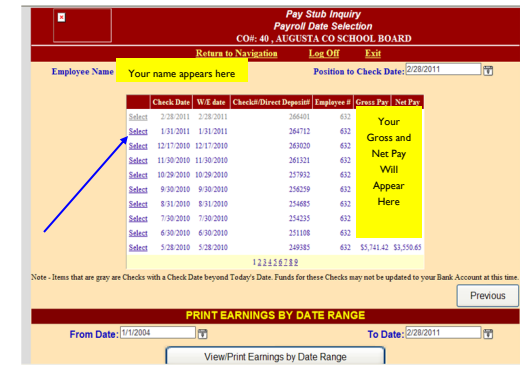 Pay Stub Inquiry
Payroll Date Selection
CO#: 40 , AUGUSTA CO SCHOOL BOARD
Return to Navigation Log Off Exit
Employee Name Your name appears here Position to Check Date: 2/28/2011
Check Date W/E date Check#/Direct Deposit# Employee # Gross Pay Net Pay
Select 2/28/2011 2/28/2011 266401 632
Select 1/31/2011 1/31/2011 264712 632
Select 12/17/2010 12/17/2010 263020 632
Select 11/30/2010 11/30/2010 261321 632
Select 10/29/2010 10/29/2010 257932 632
Select 9/30/2010 9/30/2010 256259 632
Select 8/31/2010 8/31/2010 254685 632
Select 7/30/2010 7/30/2010 254235 632
Select 6/30/2010 6/30/2010 251108 632
Select 5/28/2010 5/28/2010 249385 632 $5,741.42 $3,550.65
Your
Gross and
Net Pay
Will
Appear
Here
1 2 3 4 5 6 7 8 9
Note - Items that are gray are Checks with a Check Date beyond Today's Date. Funds for these Checks may not be updated to your Bank Account at this time.
Previous
PRINT EARNINGS BY DATE RANGE
From Date: 1/1/2004 To Date: 2/28/2011
View/Print Earnings by Date Range